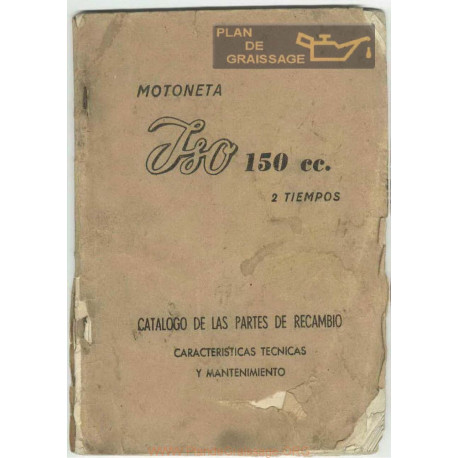 PLAN
DE
GRAISSAGE
MOTONETA
Iso 150 cc.
2 TIEMPOS
CATALOGO DE LAS PARTES DE RECAMBIO
CARACTERISTICAS TECNICAS
Y MANTENIMIENTO